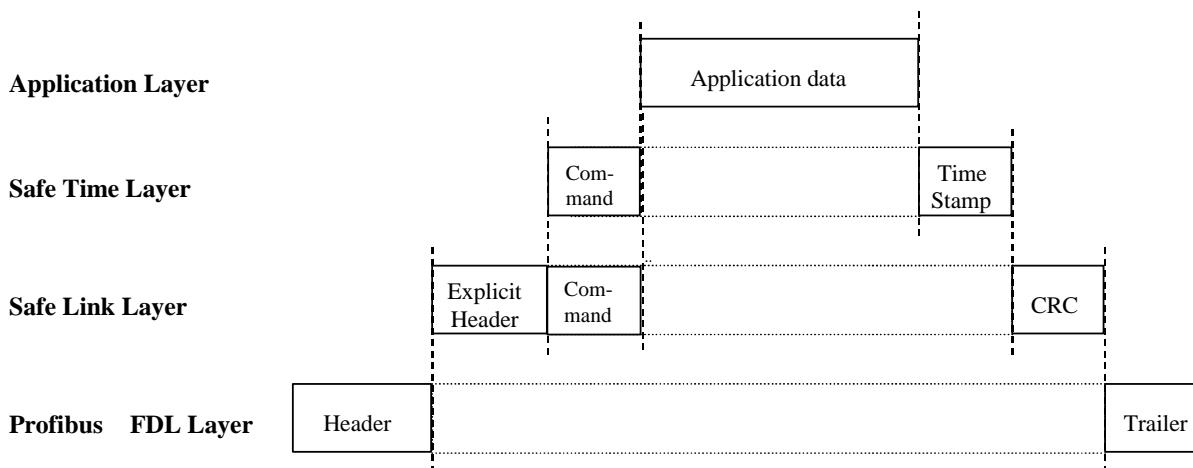 Application Layer
Application data
Safe Time Layer
Com-
mand
Time
Stamp
Safe Link Layer
Explicit
Header
Com-
mand
CRC
Profibus FDL Layer
Header
Trailer